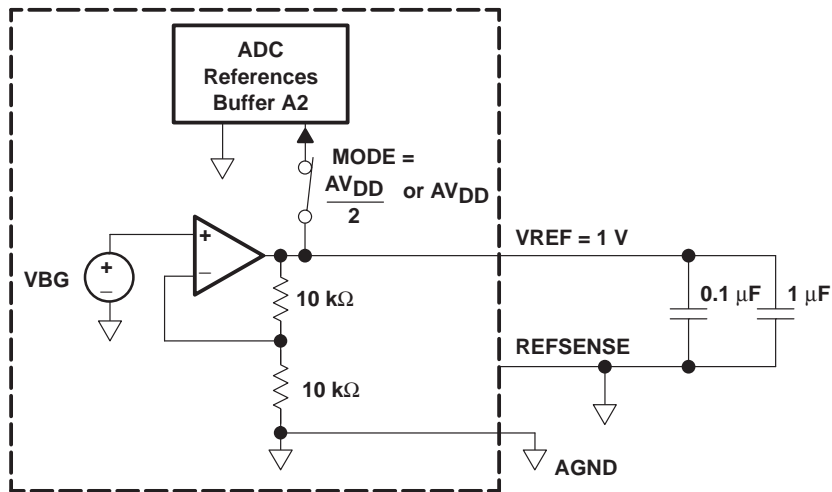 ADC
References
Buffer A2
MODE =
AVDD
2
or AVDD
+
−
VBG
+
−
VREF = 1 V
10 kΩ
0.1 μF
1 μF
REFSENSE
10 kΩ
AGND